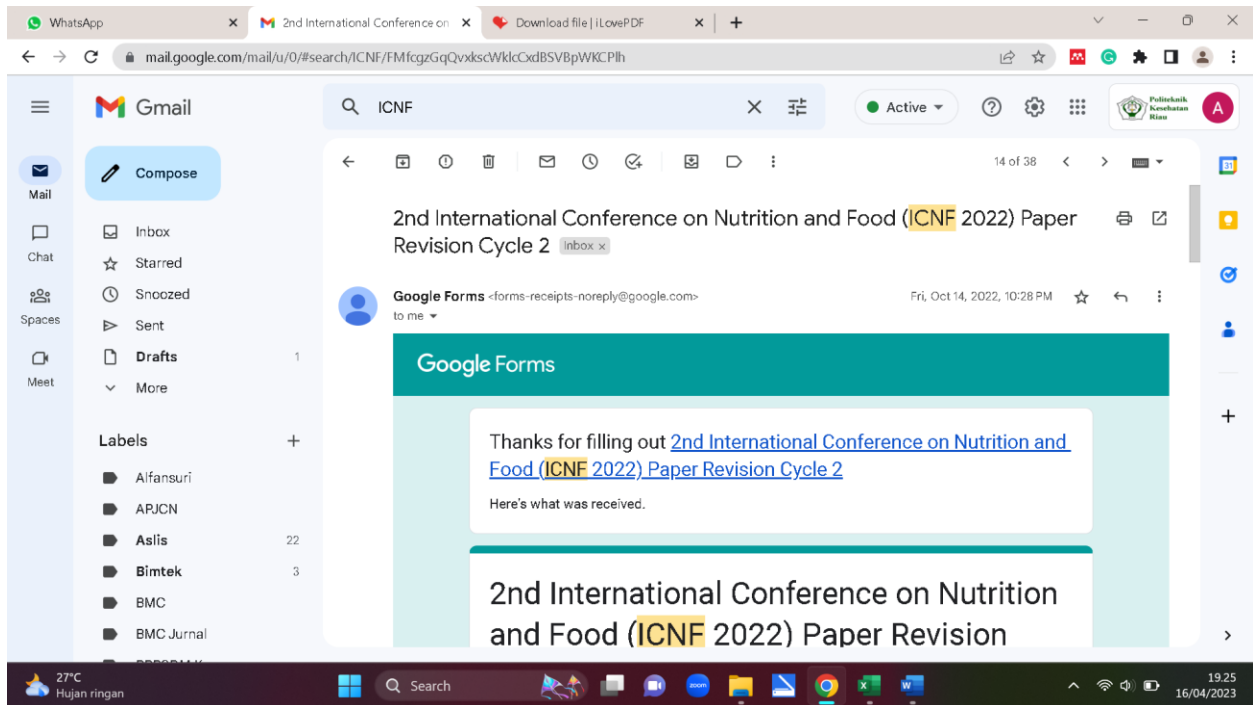 WhatsApp
2nd International Conference on
Download file | iLovePDF
mail.google.com/mail/u/0/#search/ICNF/FMfcgzGqQvxkscWklcCxdBSVBpWKCPlh
Gmail
ICNF
Active
Politeknik
Kesehatan
Riau
A
Mail
Chat
Spaces
Meet
Compose
Inbox
Starred
Snoozed
Sent
Drafts 1
More
Labels
Alfansuri
APJCN
Aslis 22
Bimtek 3
BMC
BMC Jurnal
14 of 38
31
2nd International Conference on Nutrition and Food (ICNF 2022) Paper
Revision Cycle 2 Inbox x
Google Forms <forms-receipts-noreply@google.com> Fri, Oct 14, 2022, 10:28 PM
to me
Google Forms
Thanks for filling out 2nd International Conference on Nutrition and
Food (ICNF 2022) Paper Revision Cycle 2
Here's what was received.
2nd International Conference on Nutrition
and Food (ICNF 2022) Paper Revision
27°C
Hujan ringan
Search
zoom
19.25
16/04/2023